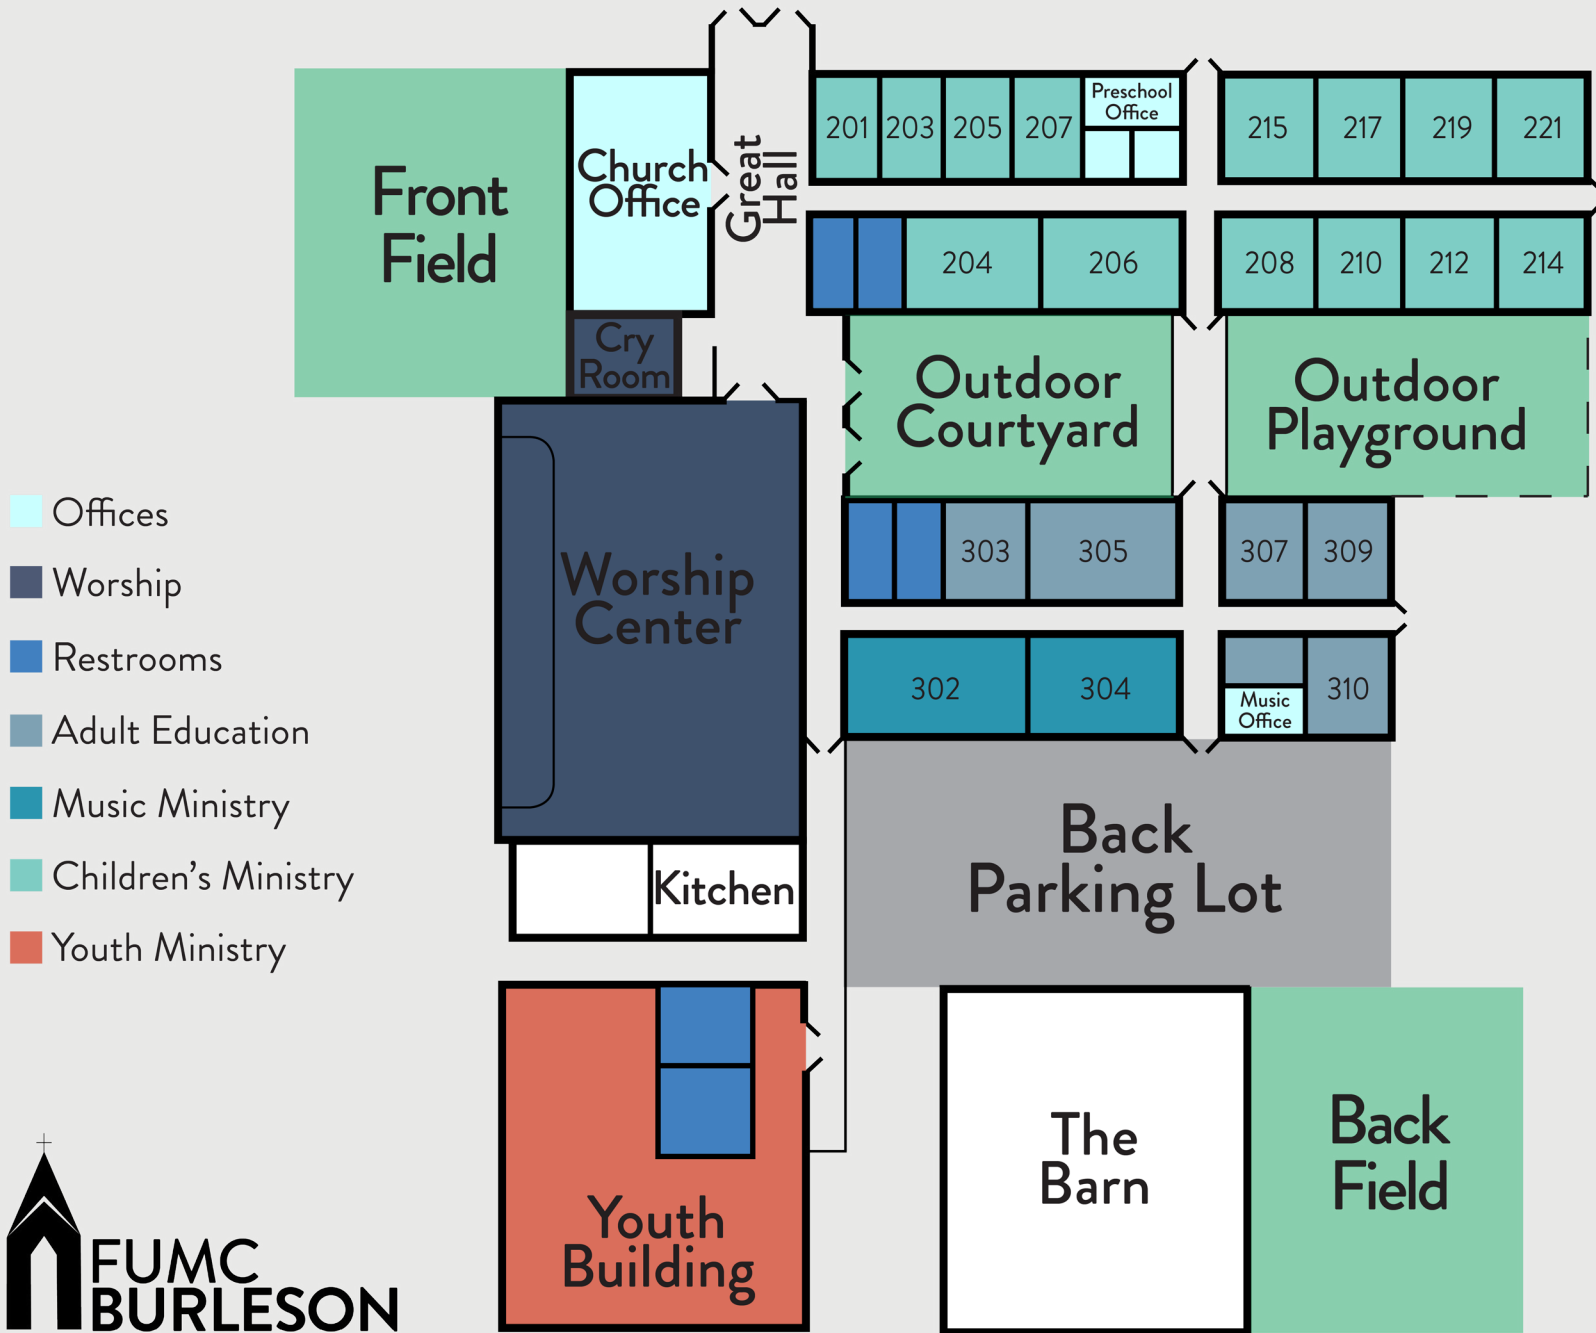 Front
Field
Church
Office
Great
Hall
Cry
Room
201
203
205
207
Preschool
Office
215
217
219
221
204
206
208
210
212
214
Outdoor
Courtyard
Outdoor
Playground
Worship
Center
303
305
307
309
302
304
Music
Office
310
Offices
Worship
Restrooms
Adult Education
Music Ministry
Children's Ministry
Youth Ministry
Kitchen
Back
Parking Lot
Youth
Building
The
Barn
Back
Field
FUMC
BURLESON